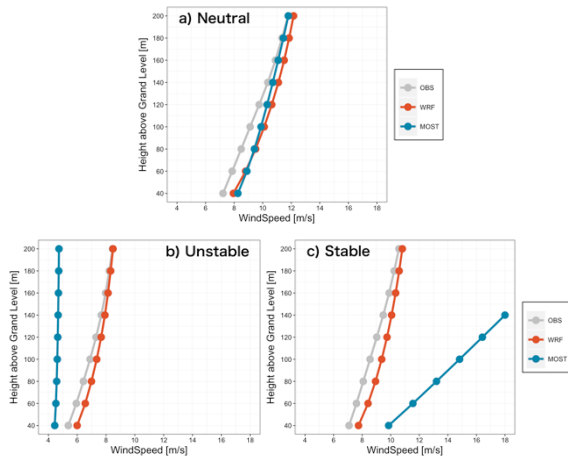 a) Neutral
200
180
160
140
120
100
80
60
40
Height above Grand Level [m]
4 6 8 10 12 14 16 18
WindSpeed [m/s]
OBS
WRF
MOST
b) Unstable
200
180
160
140
120
100
80
60
40
Height above Grand Level [m]
4 6 8 10 12 14 16 18
WindSpeed [m/s]
c) Stable
200
180
160
140
120
100
80
60
40
Height above Grand Level [m]
4 6 8 10 12 14 16 18
WindSpeed [m/s]
OBS
WRF
MOST